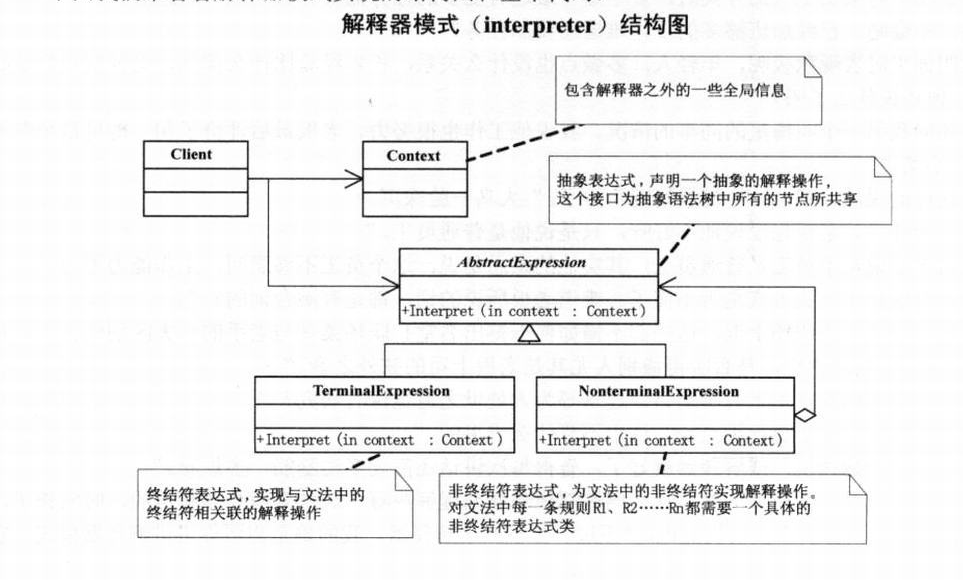 解释器模式（interpreter）结构图
包含解释器之外的一些全局信息
Client
Context
抽象表达式，声明一个抽象的解释操作，
这个接口为抽象语法树中所有的节点所共享
AbstractExpression
+Interpret (in context : Context)
TerminalExpression
NonterminalExpression
+Interpret (in context : Context)
+Interpret (in context : Context)
终结符表达式，实现与文法中的
终结符相关联的解释操作
非终结符表达式，为文法中的非终结符实现解释操作。
对文法中每一条规则R1、R2……Rn都需要一个具体的
非终结符表达式类